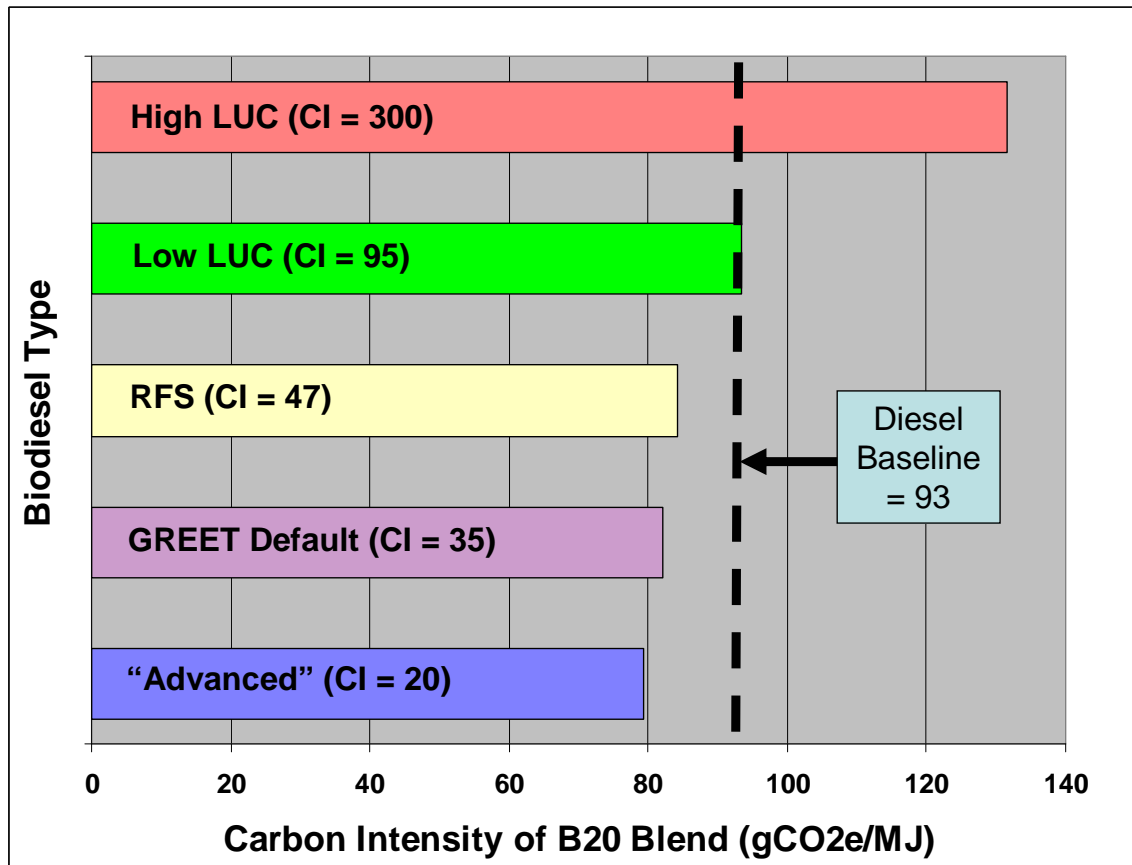 High LUC (CI = 300)
Low LUC (CI = 95)
RFS (CI = 47)
GREET Default (CI = 35)
“Advanced” (CI = 20)
Diesel
Baseline
= 93
Biodiesel Type
0 20 40 60 80 100 120 140
Carbon Intensity of B20 Blend (gCO2e/MJ)